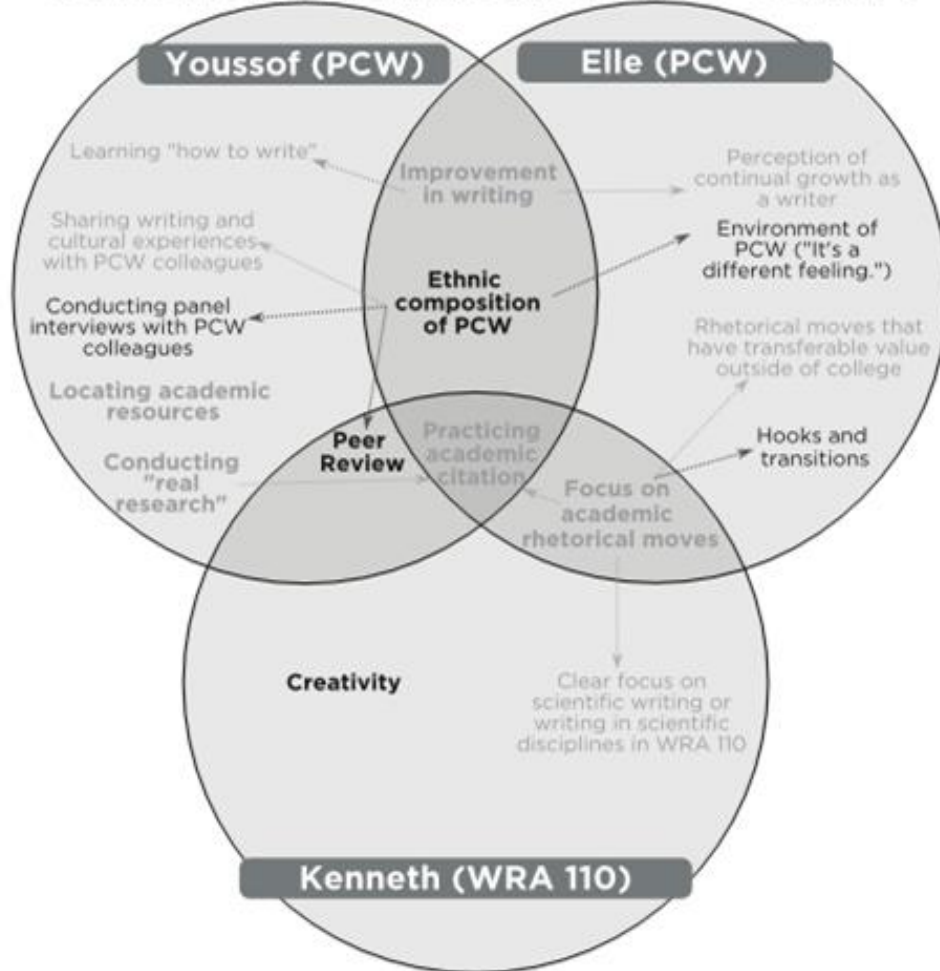 Youssof (PCW)
Elle (PCW)
Learning "how to write"
Improvement
in writing
Perception of
continual growth as
a writer
Sharing writing and
cultural experiences
with PCW colleagues
Environment of
PCW ("It's a
different feeling.")
Ethnic
composition
of PCW
Conducting panel
interviews with PCW
colleagues
Rhetorical moves that
have transferable value
outside of college
Locating academic
resources
Peer
Review
Practicing
academic
citation
Hooks and
transitions
Conducting
"real
research"
Focus on
academic
rhetorical moves
Creativity
Clear focus on
scientific writing or
writing in scientific
disciplines in WRA 110
Kenneth (WRA 110)